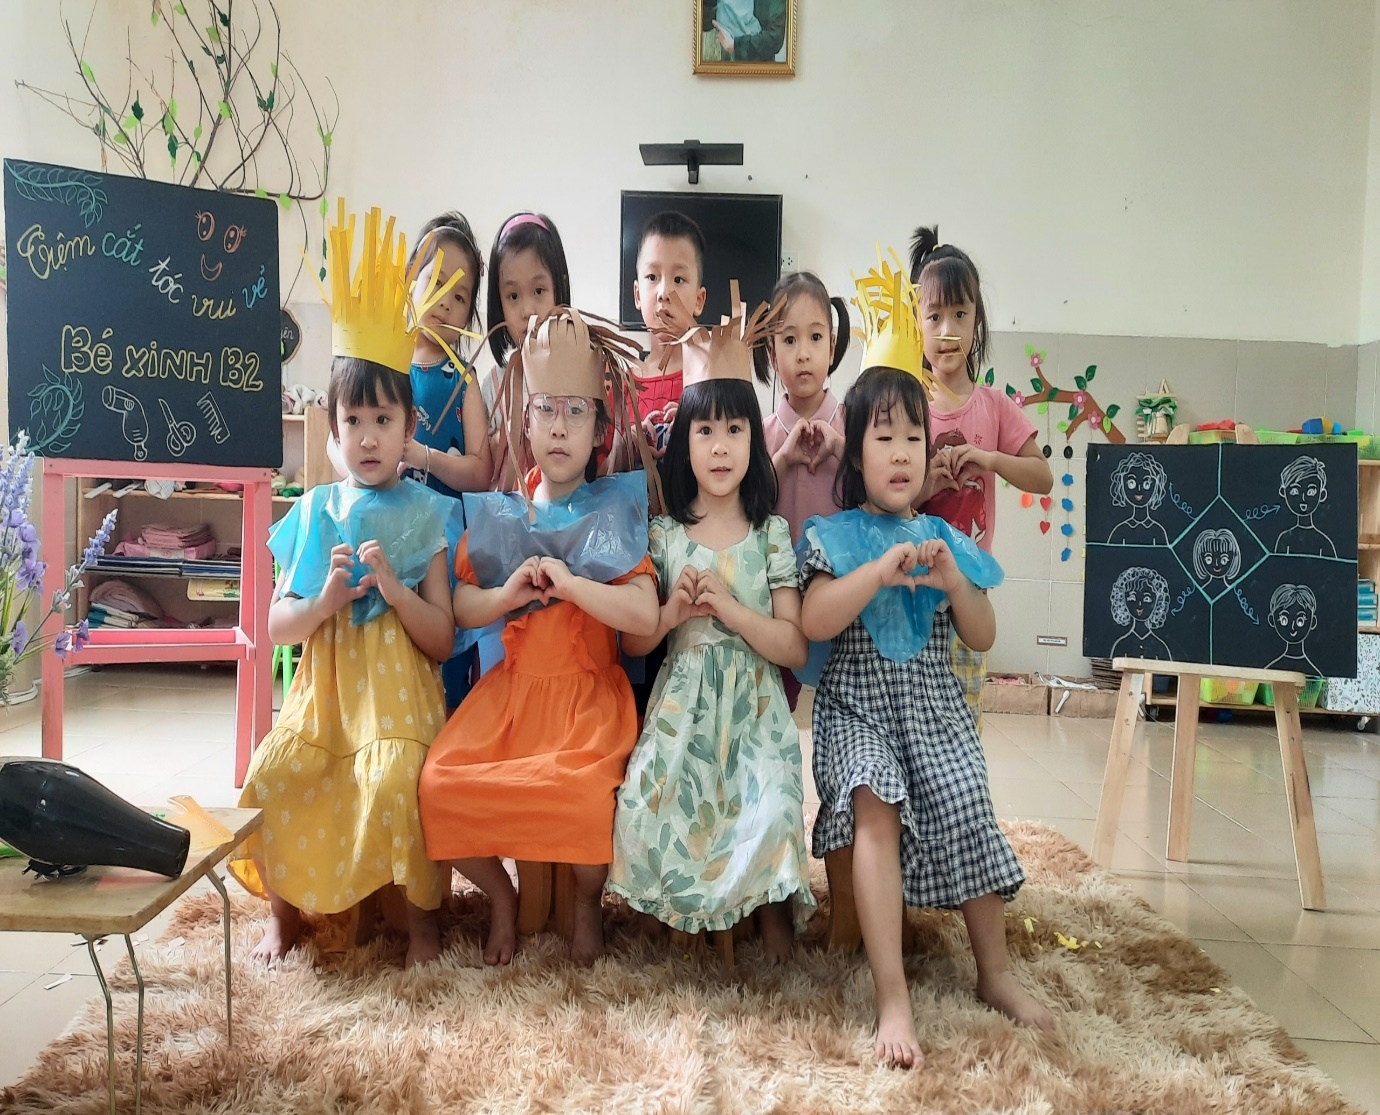 Tiệm cắt
tóc vui vẻ
Bé xinh B2